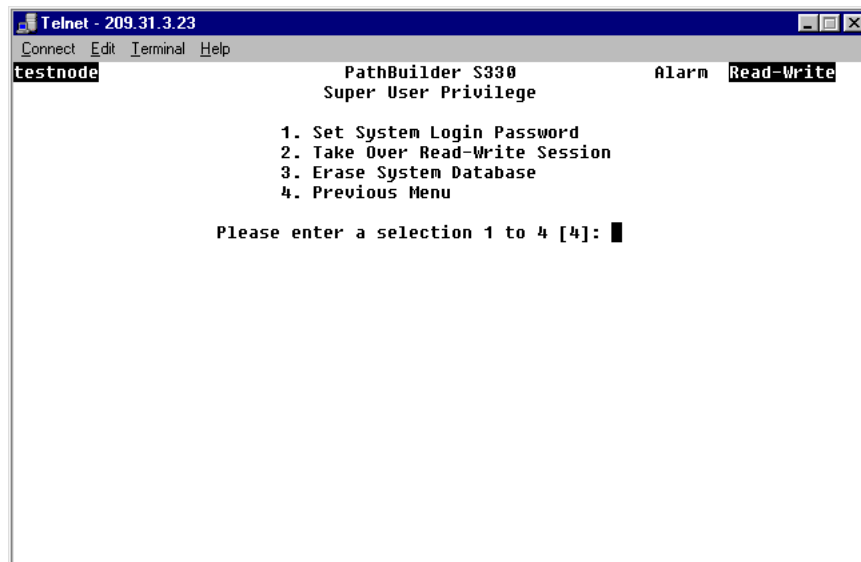 Telnet - 209.31.3.23
Connect Edit Terminal Help
testnode PathBuilder S330 Alarm Read-Write
Super User Privilege
1. Set System Login Password
2. Take Over Read-Write Session
3. Erase System Database
4. Previous Menu
Please enter a selection 1 to 4 [4]: